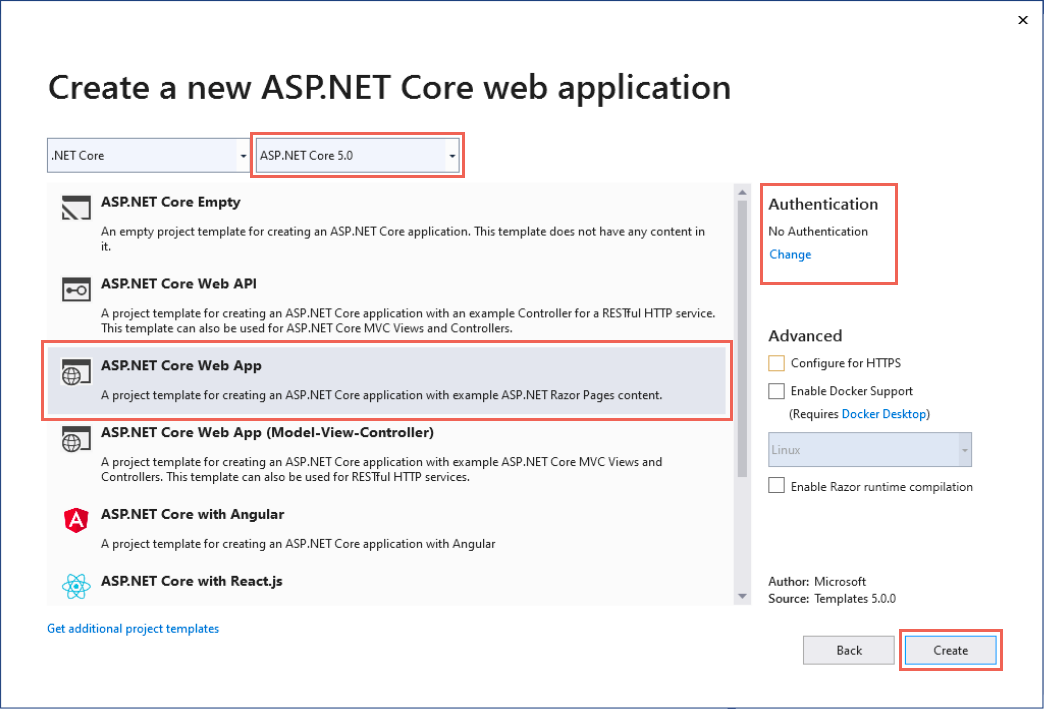 Create a new ASP.NET Core web application
.NET Core
ASP.NET Core 5.0
ASP.NET Core Empty
An empty project template for creating an ASP.NET Core application. This template does not have any content in
it.
ASP.NET Core Web API
A project template for creating an ASP.NET Core application with an example Controller for a RESTful HTTP service.
This template can also be used for ASP.NET Core MVC Views and Controllers.
ASP.NET Core Web App
A project template for creating an ASP.NET Core application with example ASP.NET Razor Pages content.
ASP.NET Core Web App (Model-View-Controller)
A project template for creating an ASP.NET Core application with example ASP.NET Core MVC Views and
Controllers. This template can also be used for RESTful HTTP services.
ASP.NET Core with Angular
A project template for creating an ASP.NET Core application with Angular
ASP.NET Core with React.js
Get additional project templates
Authentication
No Authentication
Change
Advanced
Configure for HTTPS
Enable Docker Support
(Requires Docker Desktop)
Linux
Enable Razor runtime compilation
Author: Microsoft
Source: Templates 5.0.0
Back
Create